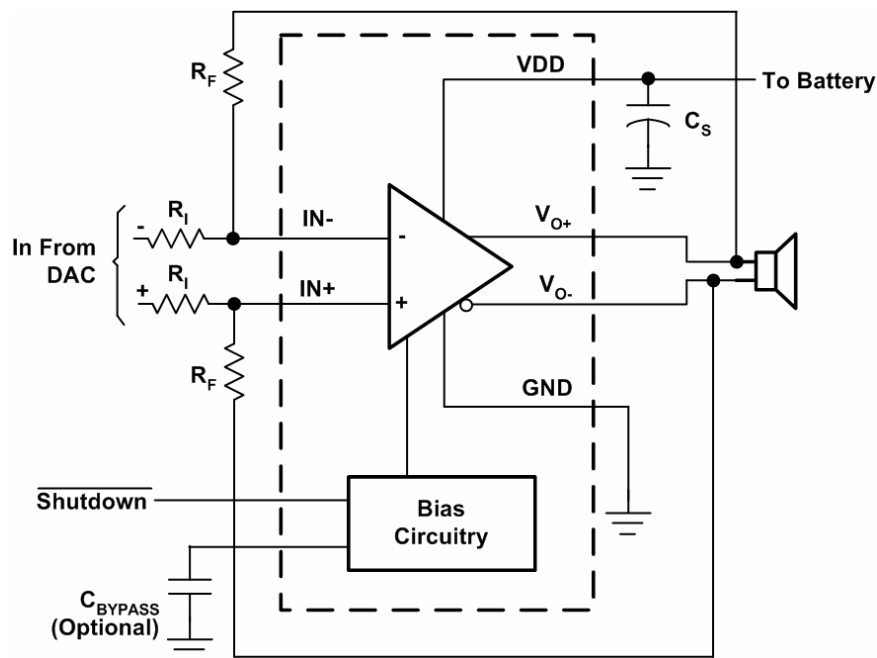 R_F
VDD
To Battery
C_S
R_I
IN-
-
-
V_O+
In From
DAC
+
R_I
IN+
+
V_O-
R_F
GND
Shutdown
Bias
Circuitry
C_BYPASS
(Optional)